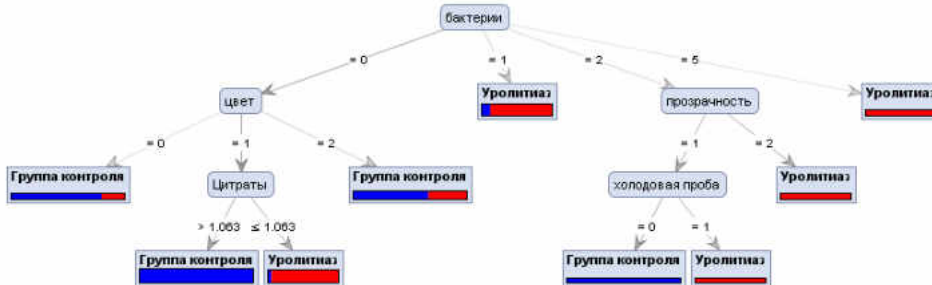 бактерии
= 0
= 1
= 2
= 5
цвет
Уролитиаз
прозрачность
Уролитиаз
= 0
= 1
= 2
= 1
= 2
Группа контроля
Цитраты
Группа контроля
холодовая проба
Уролитиаз
> 1.063
≤ 1.063
= 0
= 1
Группа контроля
Уролитиаз
Группа контроля
Уролитиаз